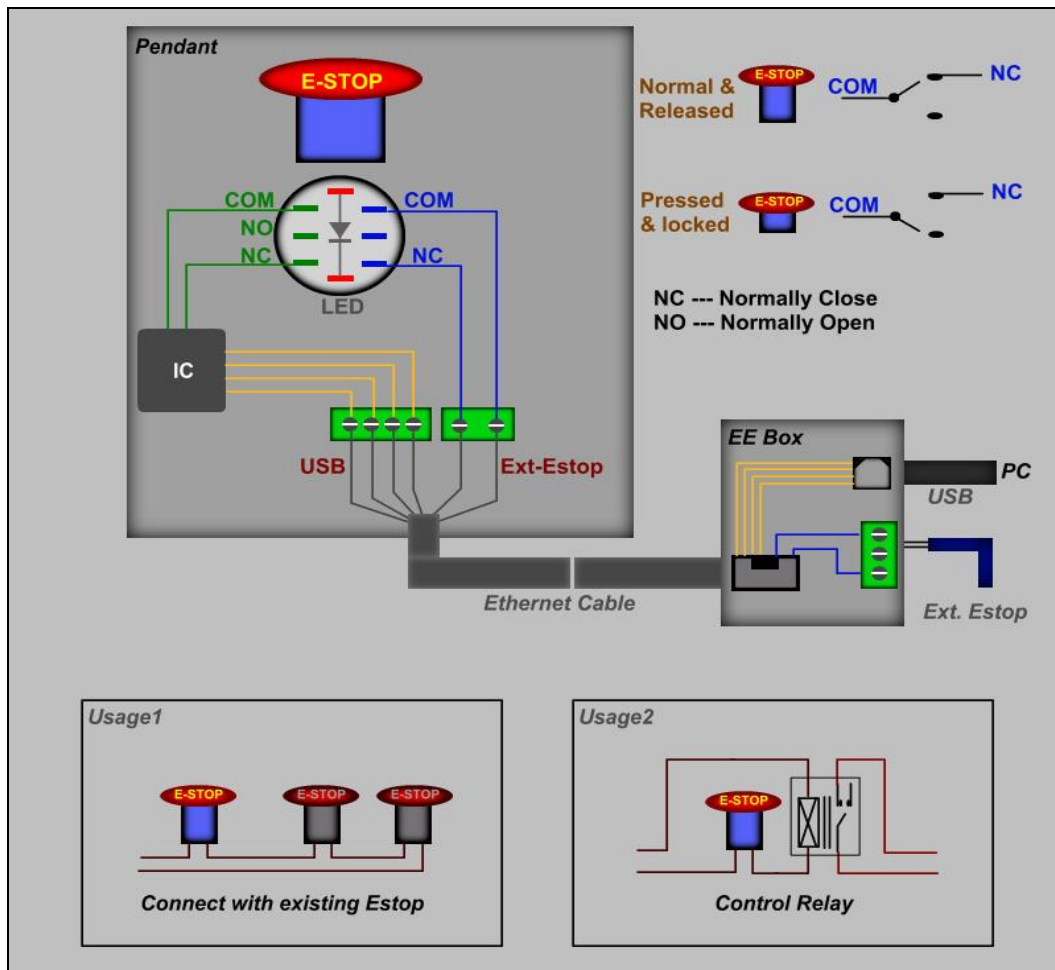 Pendant
E-STOP
COM
NO
NC
COM
NC
LED
IC
USB
Ext-Estop
Normal &
Released
E-STOP
COM
NC
Pressed
& locked
E-STOP
COM
NC
NC --- Normally Close
NO --- Normally Open
EE Box
PC
USB
Ext. Estop
Ethernet Cable
Usage1
E-STOP
E-STOP
E-STOP
Connect with existing Estop
Usage2
E-STOP
Control Relay